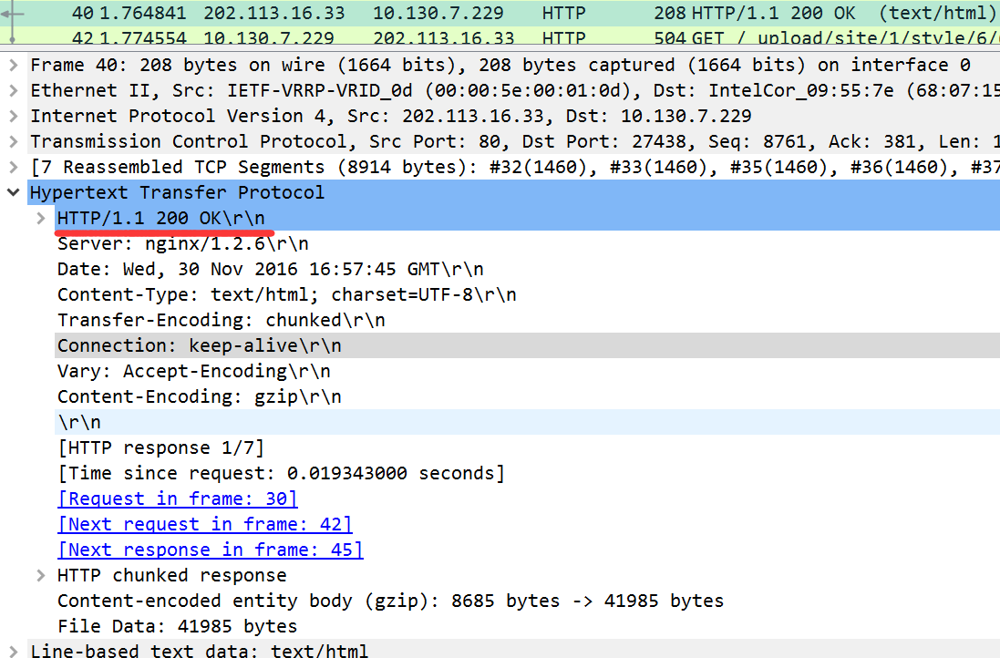 40 1.764841 202.113.16.33 10.130.7.229 HTTP 208 HTTP/1.1 200 OK (text/html)
42 1.774554 10.130.7.229 202.113.16.33 HTTP 504 GET /_upload/site/1/style/6/
Frame 40: 208 bytes on wire (1664 bits), 208 bytes captured (1664 bits) on interface 0
Ethernet II, Src: IETF-VRRP-VRID_0d (00:00:5e:00:01:0d), Dst: IntelCor_09:55:7e (68:07:15
Internet Protocol Version 4, Src: 202.113.16.33, Dst: 10.130.7.229
Transmission Control Protocol, Src Port: 80, Dst Port: 27438, Seq: 8761, Ack: 381, Len: 1
[7 Reassembled TCP Segments (8914 bytes): #32(1460), #33(1460), #35(1460), #36(1460), #37
Hypertext Transfer Protocol
HTTP/1.1 200 OK\r\n
Server: nginx/1.2.6\r\n
Date: Wed, 30 Nov 2016 16:57:45 GMT\r\n
Content-Type: text/html; charset=UTF-8\r\n
Transfer-Encoding: chunked\r\n
Connection: keep-alive\r\n
Vary: Accept-Encoding\r\n
Content-Encoding: gzip\r\n
\r\n
[HTTP response 1/7]
[Time since request: 0.019343000 seconds]
[Request in frame: 30]
[Next request in frame: 42]
[Next response in frame: 45]
HTTP chunked response
Content-encoded entity body (gzip): 8685 bytes -> 41985 bytes
File Data: 41985 bytes
Line-based text data: text/html